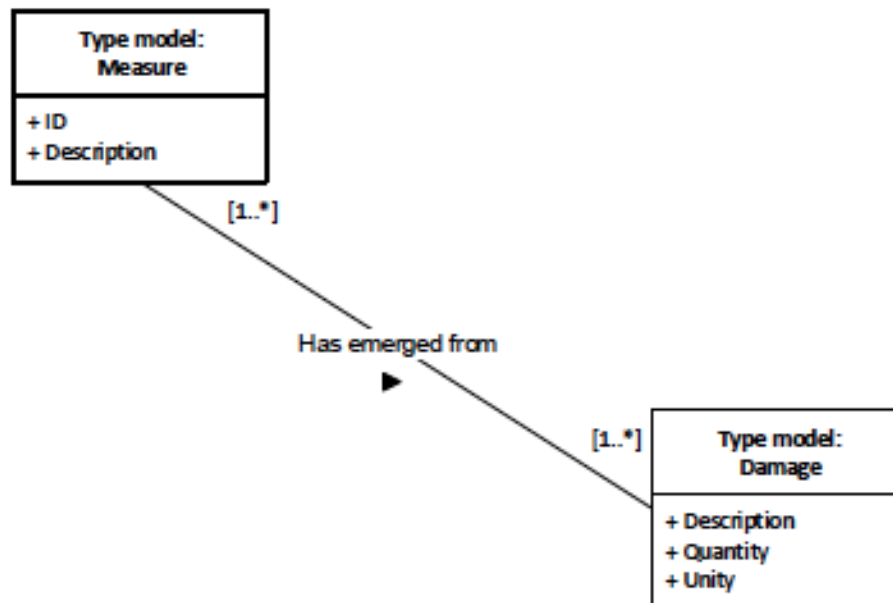 Type model:
Measure
+ ID
+ Description
[1..*]
Has emerged from
[1..*]
Type model:
Damage
+ Description
+ Quantity
+ Unity